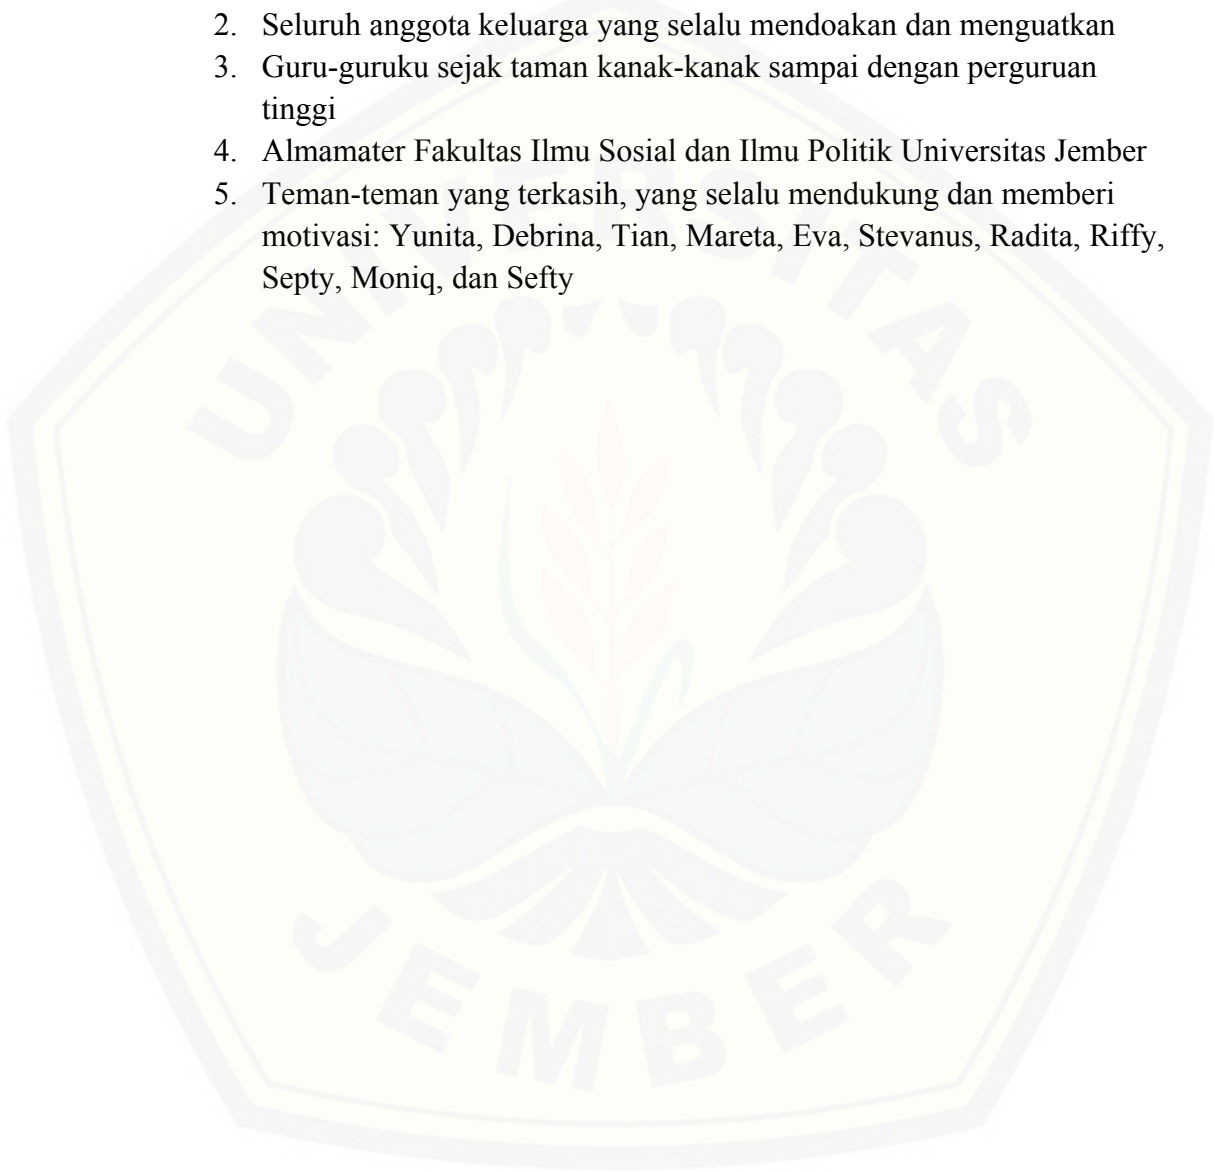 2. Seluruh anggota keluarga yang selalu mendoakan dan menguatkan
3. Guru-guruku sejak taman kanak-kanak sampai dengan perguruan
tinggi
4. Almamater Fakultas Ilmu Sosial dan Ilmu Politik Universitas Jember
5. Teman-teman yang terkasih, yang selalu mendukung dan memberi
motivasi: Yunita, Debrina, Tian, Mareta, Eva, Stevanus, Radita, Riffy,
Septy, Moniq, dan Sefty
UNIVERSITAS
JEMBER